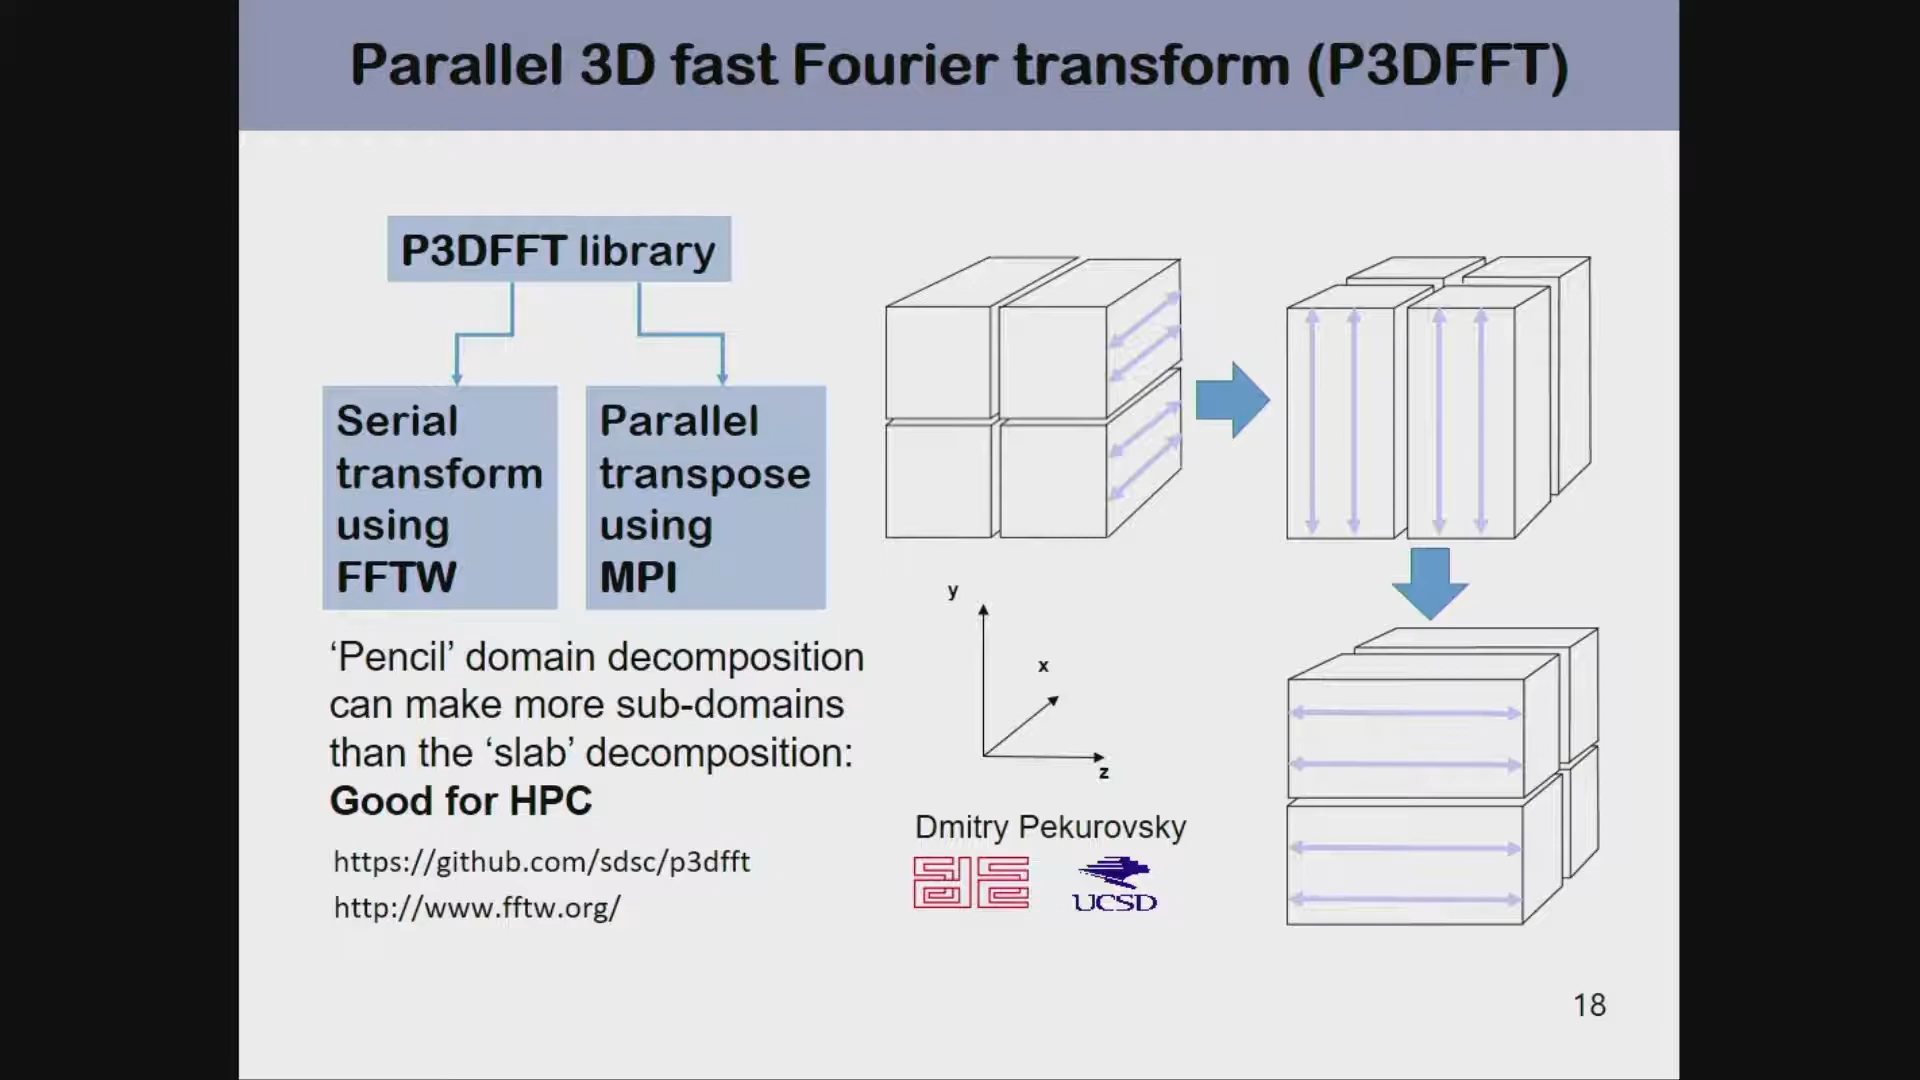 Parallel 3D fast Fourier transform (P3DFFT)
P3DFFT library
Serial
transform
using
FFTW
Parallel
transpose
using
MPI
‘Pencil’ domain decomposition
can make more sub-domains
than the ‘slab’ decomposition:
Good for HPC
https://github.com/sdsc/p3dfft
http://www.fftw.org/
y
x
z
Dmitry Pekurovsky
UCSD
18